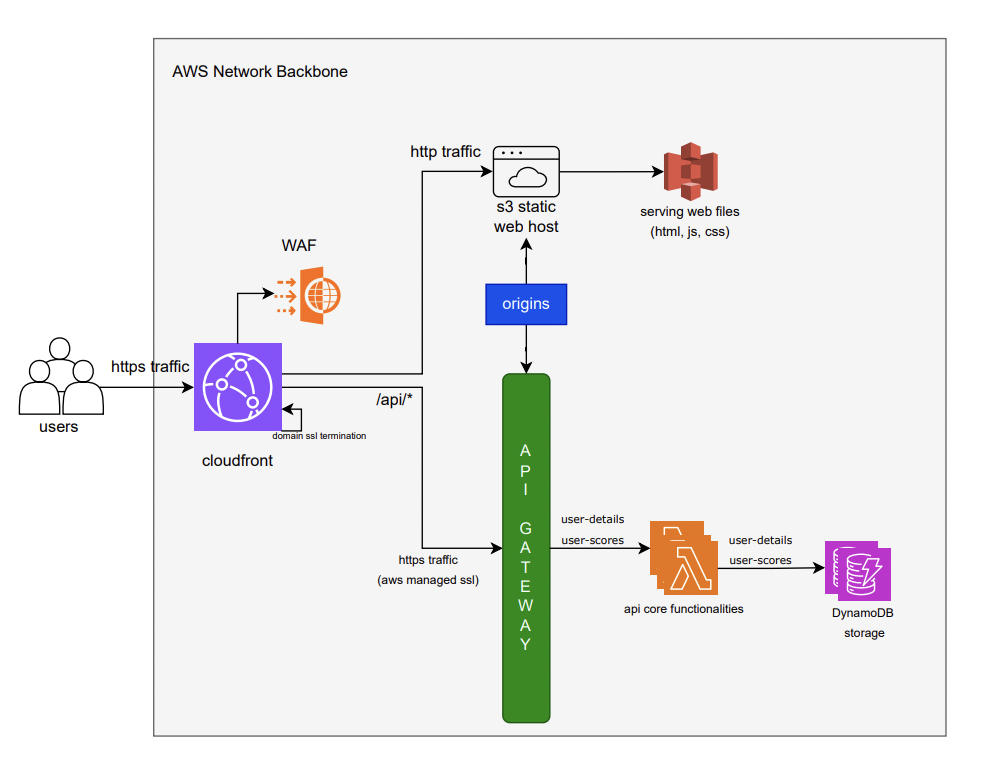 AWS Network Backbone
http traffic
s3 static
web host
serving web files
(html, js, css)
WAF
origins
https traffic
users
/api/*
domain ssl termination
cloudfront
API GATEWAY
https traffic
(aws managed ssl)
user-details
user-scores
api core functionalities
user-details
user-scores
DynamoDB
storage